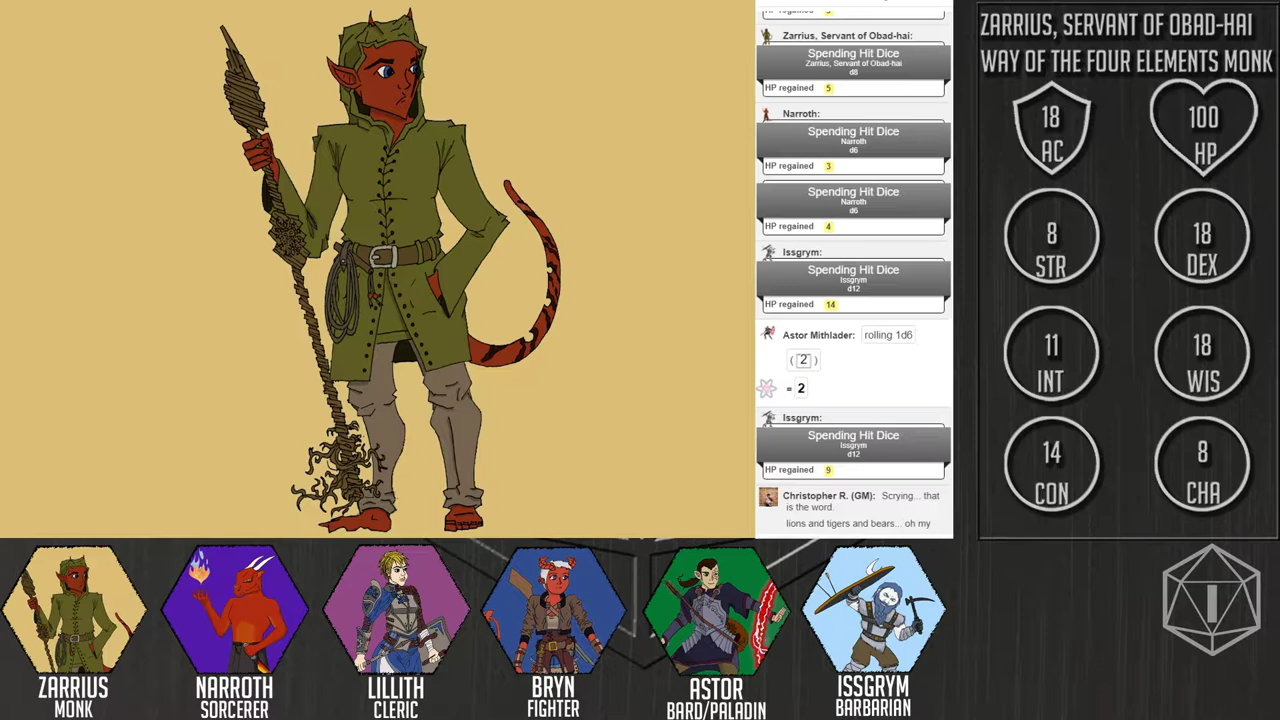 HP regained
Zarrius, Servant of Obad-hai:
Spending Hit Dice
Zarrius, Servant of Obad-hai
d8
HP regained 5
Narroth:
Spending Hit Dice
Narroth
d6
HP regained 3
Spending Hit Dice
Narroth
d6
HP regained 4
Issgrym:
Spending Hit Dice
Issgrym
d12
HP regained 14
Astor Mithlader: rolling 1d6
(2)
= 2
Issgrym:
Spending Hit Dice
Issgrym
d12
HP regained 9
Christopher R. (GM): Scrying... that
is the word.
lions and tigers and bears... oh my
ZARRIUS, SERVANT OF OBAD-HAI
WAY OF THE FOUR ELEMENTS MONK
18
AC
100
HP
8
STR
18
DEX
11
INT
18
WIS
14
CON
8
CHA
ZARRIUS
MONK
NARROTH
SORCERER
LILLITH
CLERIC
BRYN
FIGHTER
ASTOR
BARD/PALADIN
ISSGRYM
BARBARIAN